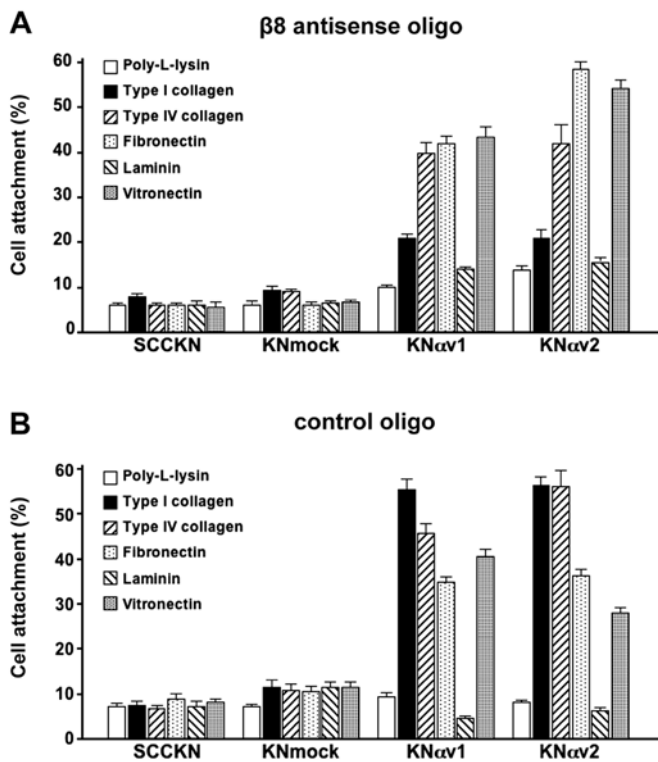 A
β8 antisense oligo
Cell attachment (%)
60
50
40
30
20
10
0
Poly-L-lysin
Type I collagen
Type IV collagen
Fibronectin
Laminin
Vitronectin
SCCKN KNmock KNαv1 KNαv2
B
control oligo
Cell attachment (%)
60
50
40
30
20
10
0
Poly-L-lysin
Type I collagen
Type IV collagen
Fibronectin
Laminin
Vitronectin
SCCKN KNmock KNαv1 KNαv2